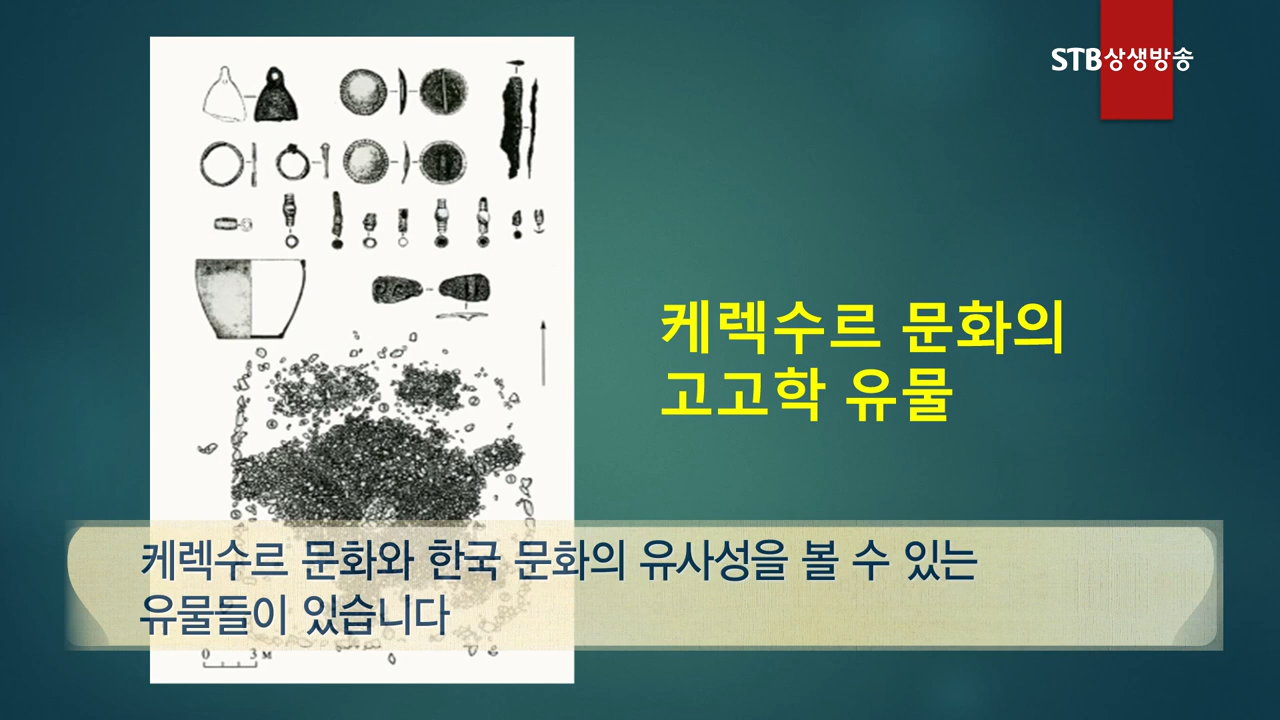 STB상생방송
케렉수르 문화의
고고학 유물
케렉수르 문화와 한국 문화의 유사성을 볼 수 있는
유물들이 있습니다
0 3 м